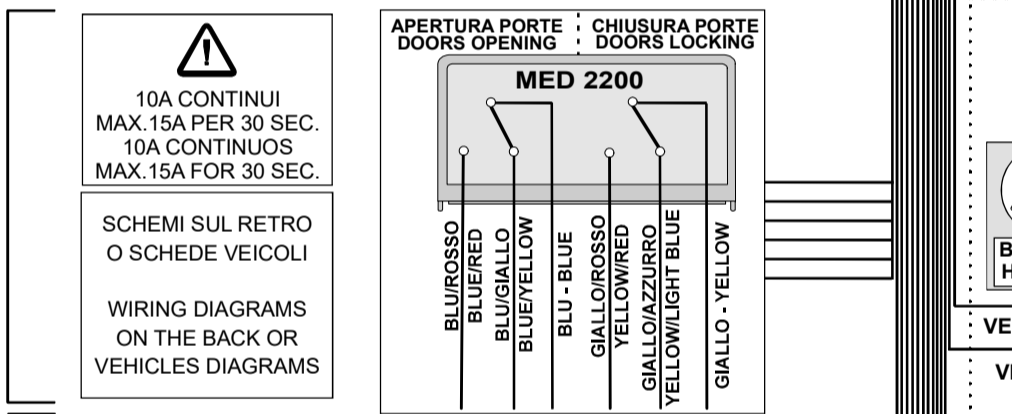 10A CONTINUI
MAX.15A PER 30 SEC.
10A CONTINUOS
MAX.15A FOR 30 SEC.
SCHEMI SUL RETRO
O SCHEDE VEICOLI
WIRING DIAGRAMS
ON THE BACK OR
VEHICLES DIAGRAMS
APERTURA PORTE
DOORS OPENING
CHIUSURA PORTE
DOORS LOCKING
MED 2200
BLU/ROSSO
BLUE/RED
BLU/GIALLO
BLUE/YELLOW
BLU - BLUE
GIALLO/ROSSO
YELLOW/RED
GIALLO/AZZURRO
YELLOW/LIGHT BLUE
GIALLO - YELLOW